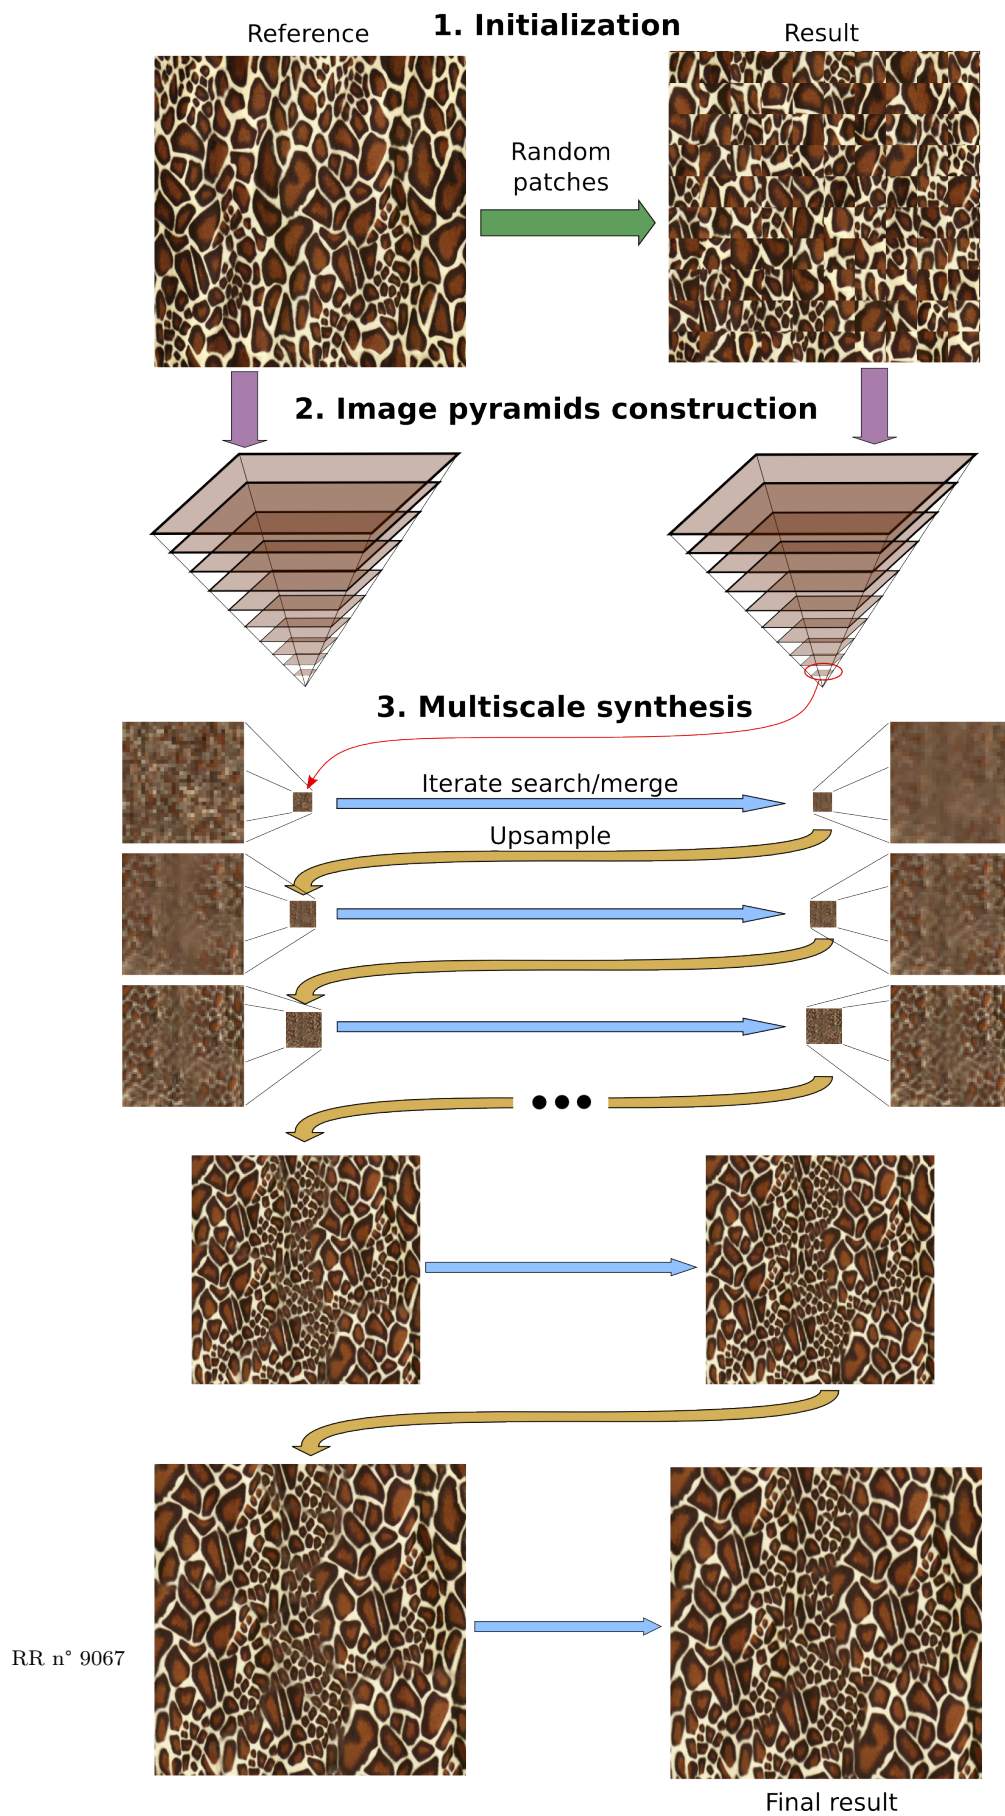 1. Initialization
Reference
Result
Random
patches
2. Image pyramids construction
3. Multiscale synthesis
Iterate search/merge
Upsample
RR n° 9067
Final result